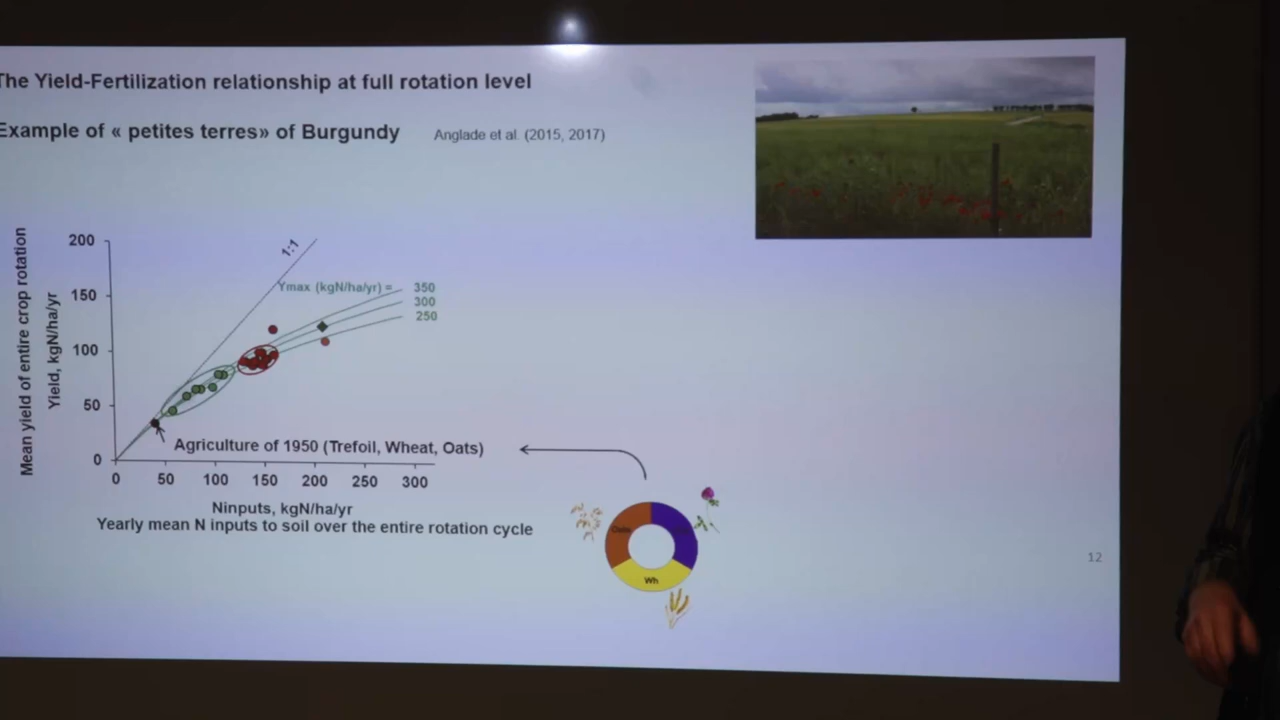 The Yield-Fertilization relationship at full rotation level
Example of « petites terres» of Burgundy
Anglade et al. (2015, 2017)
Mean yield of entire crop rotation
Yield, kgN/ha/yr
200
150
100
50
0
1:1
Ymax (kgN/ha/yr) =
350
300
250
Agriculture of 1950 (Trefoil, Wheat, Oats)
0 50 100 150 200 250 300
Ninputs, kgN/ha/yr
Yearly mean N inputs to soil over the entire rotation cycle
Oats
Wh
12